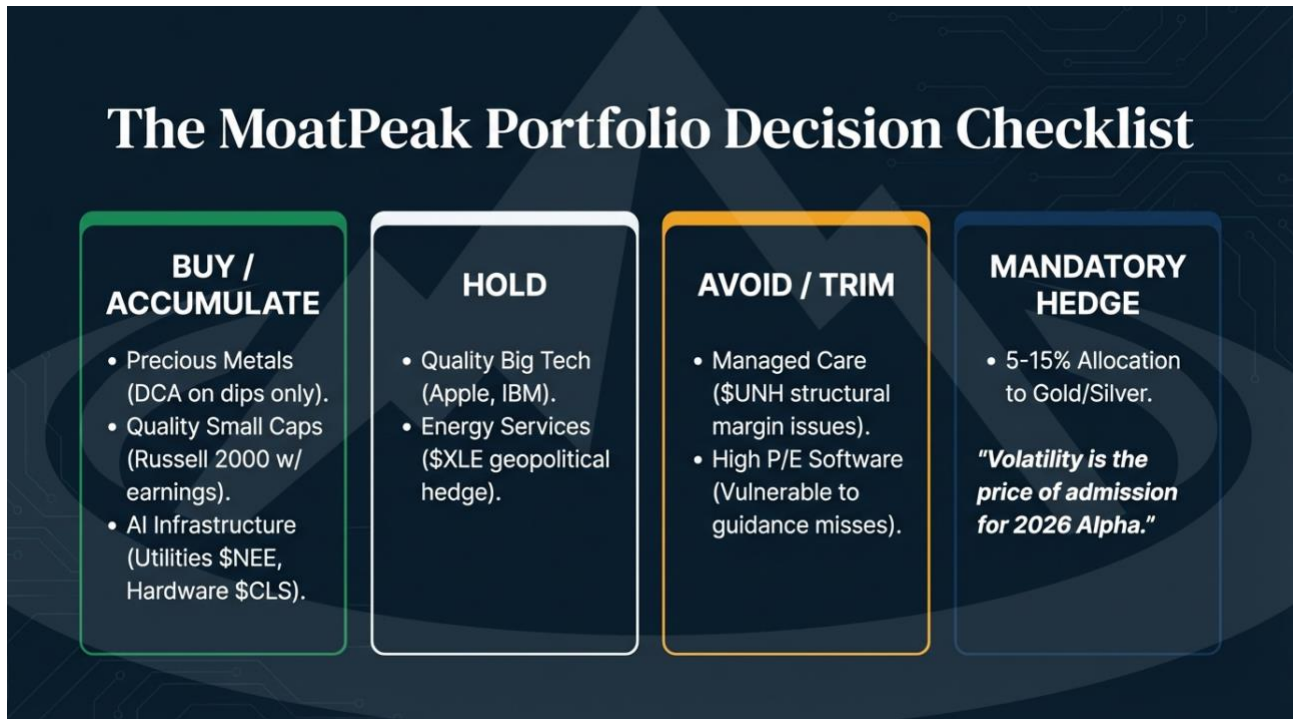 The MoatPeak Portfolio Decision Checklist
BUY /
ACCUMULATE
• Precious Metals
(DCA on dips only).
• Quality Small Caps
(Russell 2000 w/
earnings).
• AI Infrastructure
(Utilities $NEE,
Hardware $CLS).
HOLD
• Quality Big Tech
(Apple, IBM).
• Energy Services
($XLE geopolitical
hedge).
AVOID / TRIM
• Managed Care
($UNH structural
margin issues).
• High P/E Software
(Vulnerable to
guidance misses).
MANDATORY
HEDGE
• 5-15% Allocation
to Gold/Silver.
"Volatility is the
price of admission
for 2026 Alpha."